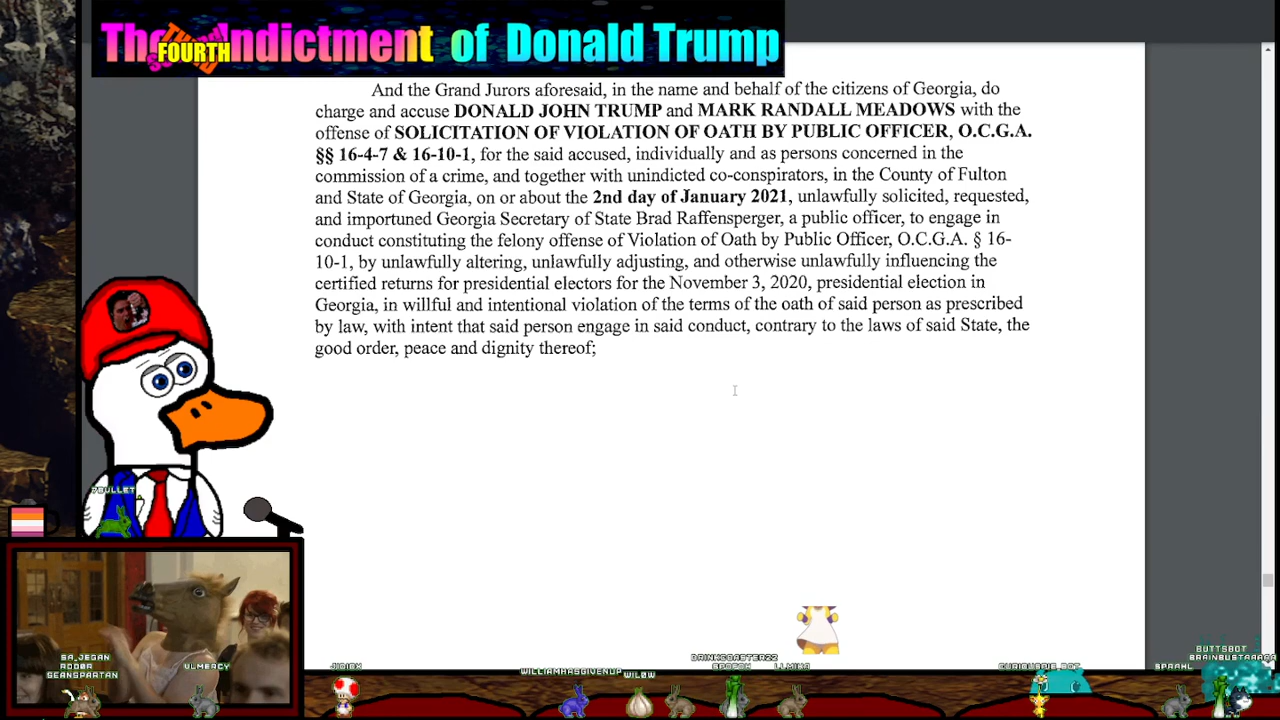 The FOURTH Indictment of Donald Trump
And the Grand Jurors aforesaid, in the name and behalf of the citizens of Georgia, do
charge and accuse DONALD JOHN TRUMP and MARK RANDALL MEADOWS with the
offense of SOLICITATION OF VIOLATION OF OATH BY PUBLIC OFFICER, O.C.G.A.
§§ 16-4-7 & 16-10-1, for the said accused, individually and as persons concerned in the
commission of a crime, and together with unindicted co-conspirators, in the County of Fulton
and State of Georgia, on or about the 2nd day of January 2021, unlawfully solicited, requested,
and importuned Georgia Secretary of State Brad Raffensperger, a public officer, to engage in
conduct constituting the felony offense of Violation of Oath by Public Officer, O.C.G.A. § 16-
10-1, by unlawfully altering, unlawfully adjusting, and otherwise unlawfully influencing the
certified returns for presidential electors for the November 3, 2020, presidential election in
Georgia, in willful and intentional violation of the terms of the oath of said person as prescribed
by law, with intent that said person engage in said conduct, contrary to the laws of said State, the
good order, peace and dignity thereof;
7BULLET
SA_JEGAN
SEANSPARTAN
VLMERCY
JIDIOK
WILLIAMHASGIVENUP
WILOW
DRINKCOASTER22
BUTTSBOT